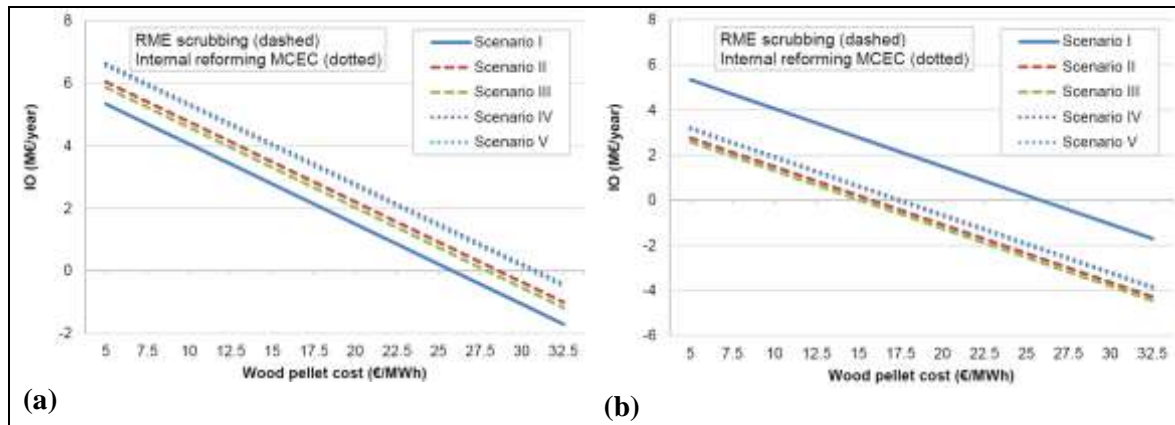 8
6
4
2
0
-2
IO (M€/year)
RME scrubbing (dashed)
Internal reforming MCEC (dotted)
Scenario I
Scenario II
Scenario III
Scenario IV
Scenario V
5 7.5 10 12.5 15 17.5 20 22.5 25 27.5 30 32.5
Wood pellet cost (€/MWh)
(a)
8
6
4
2
0
-2
-4
-6
IO (M€/year)
RME scrubbing (dashed)
Internal reforming MCEC (dotted)
Scenario I
Scenario II
Scenario III
Scenario IV
Scenario V
5 7.5 10 12.5 15 17.5 20 22.5 25 27.5 30 32.5
Wood pellet cost (€/MWh)
(b)